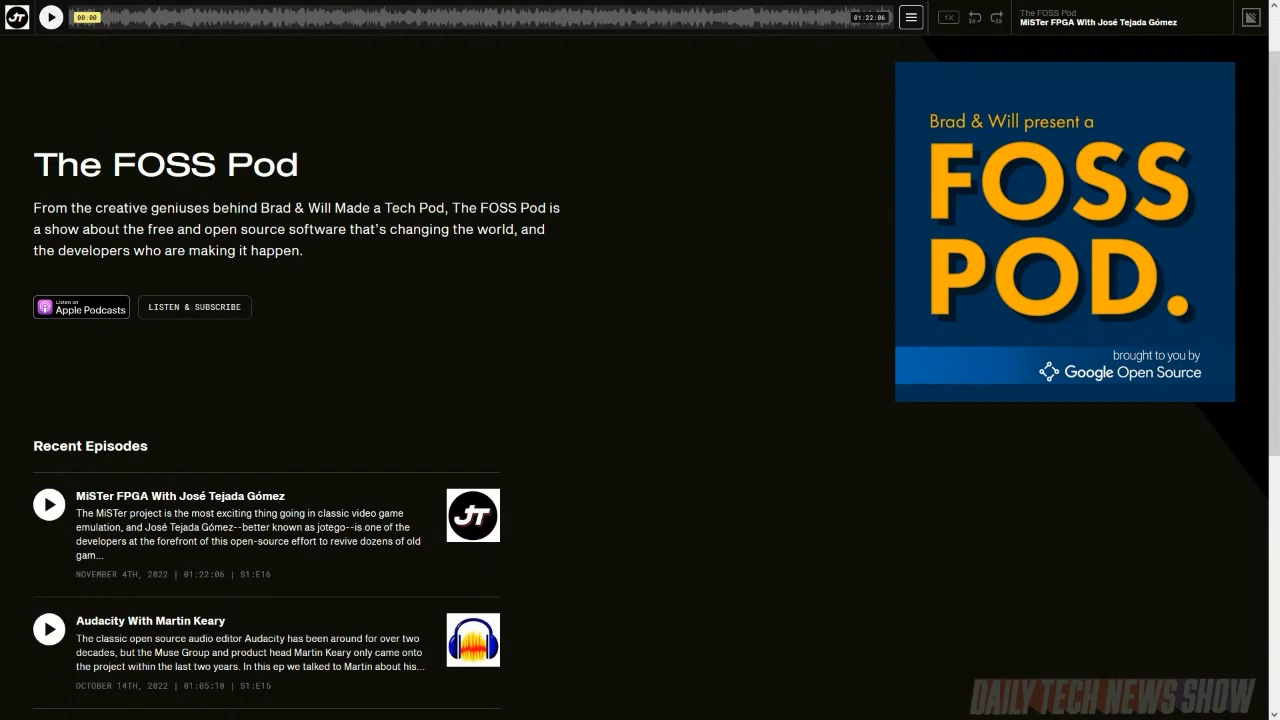 JT
00:00
01:22:06
1X
15
15
The FOSS Pod
MiSTer FPGA With José Tejada Gómez
Brad & Will present a
FOSS
POD.
brought to you by
Google Open Source
The FOSS Pod
From the creative geniuses behind Brad & Will Made a Tech Pod, The FOSS Pod is
a show about the free and open source software that's changing the world, and
the developers who are making it happen.
Listen on
Apple Podcasts
LISTEN & SUBSCRIBE
Recent Episodes
MiSTer FPGA With José Tejada Gómez
The MiSTer project is the most exciting thing going in classic video game
emulation, and José Tejada Gómez--better known as jotego--is one of the
developers at the forefront of this open-source effort to revive dozens of old
gam...
NOVEMBER 4TH, 2022 | 01:22:06 | S1:E16
JT
Audacity With Martin Keary
The classic open source audio editor Audacity has been around for over two
decades, but the Muse Group and product head Martin Keary only came onto
the project within the last two years. In this ep we talked to Martin about his...
OCTOBER 14TH, 2022 | 01:05:10 | S1:E15
DAILY TECH NEWS SHOW